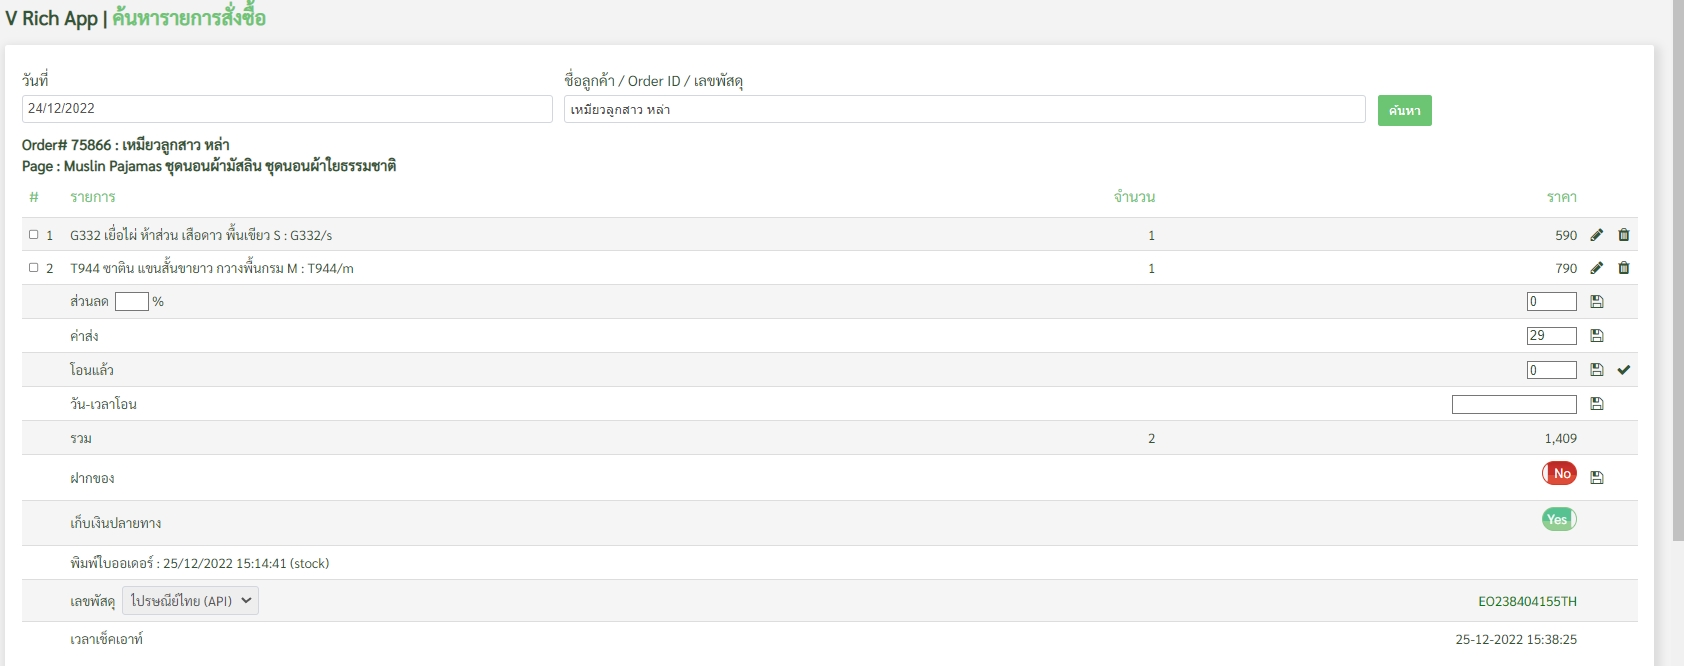 V Rich App | ค้นหารายการสั่งซื้อ
วันที่ ชื่อลูกค้า / Order ID / เลขพัสดุ
24/12/2022 เหมียวลูกสาว หล่า ค้นหา
Order# 75866 : เหมียวลูกสาว หล่า
Page : Muslin Pajamas ชุดนอนผ้ามัสลิน ชุดนอนผ้าใยธรรมชาติ
# รายการ จำนวน ราคา
1 G332 เยื่อไผ่ ห้าส่วน เสือดาว พื้นเขียว S : G332/s 1 590
2 T944 ซาติน แขนสั้นขายาว กวางพื้นกรม M : T944/m 1 790
ส่วนลด % 0
ค่าส่ง 29
โอนแล้ว 0
วัน-เวลาโอน
รวม 2 1,409
ฝากของ No
เก็บเงินปลายทาง Yes
พิมพ์ใบออเดอร์ : 25/12/2022 15:14:41 (stock)
เลขพัสดุ ไปรษณีย์ไทย (API) EO238404155TH
เวลาเช็คเอาท์ 25-12-2022 15:38:25